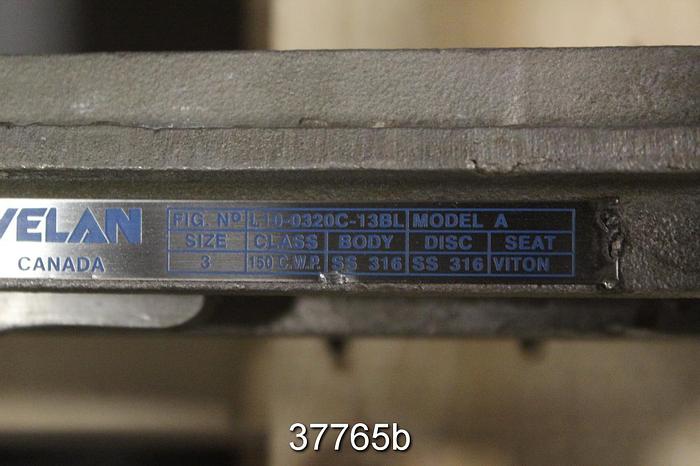 VELAN
CANADA
FIG. Nº L10-0320C-13BL MODEL A
SIZE CLASS BODY DISC SEAT
3 150 C.W.P. SS 316 SS 316 VITON
37765b